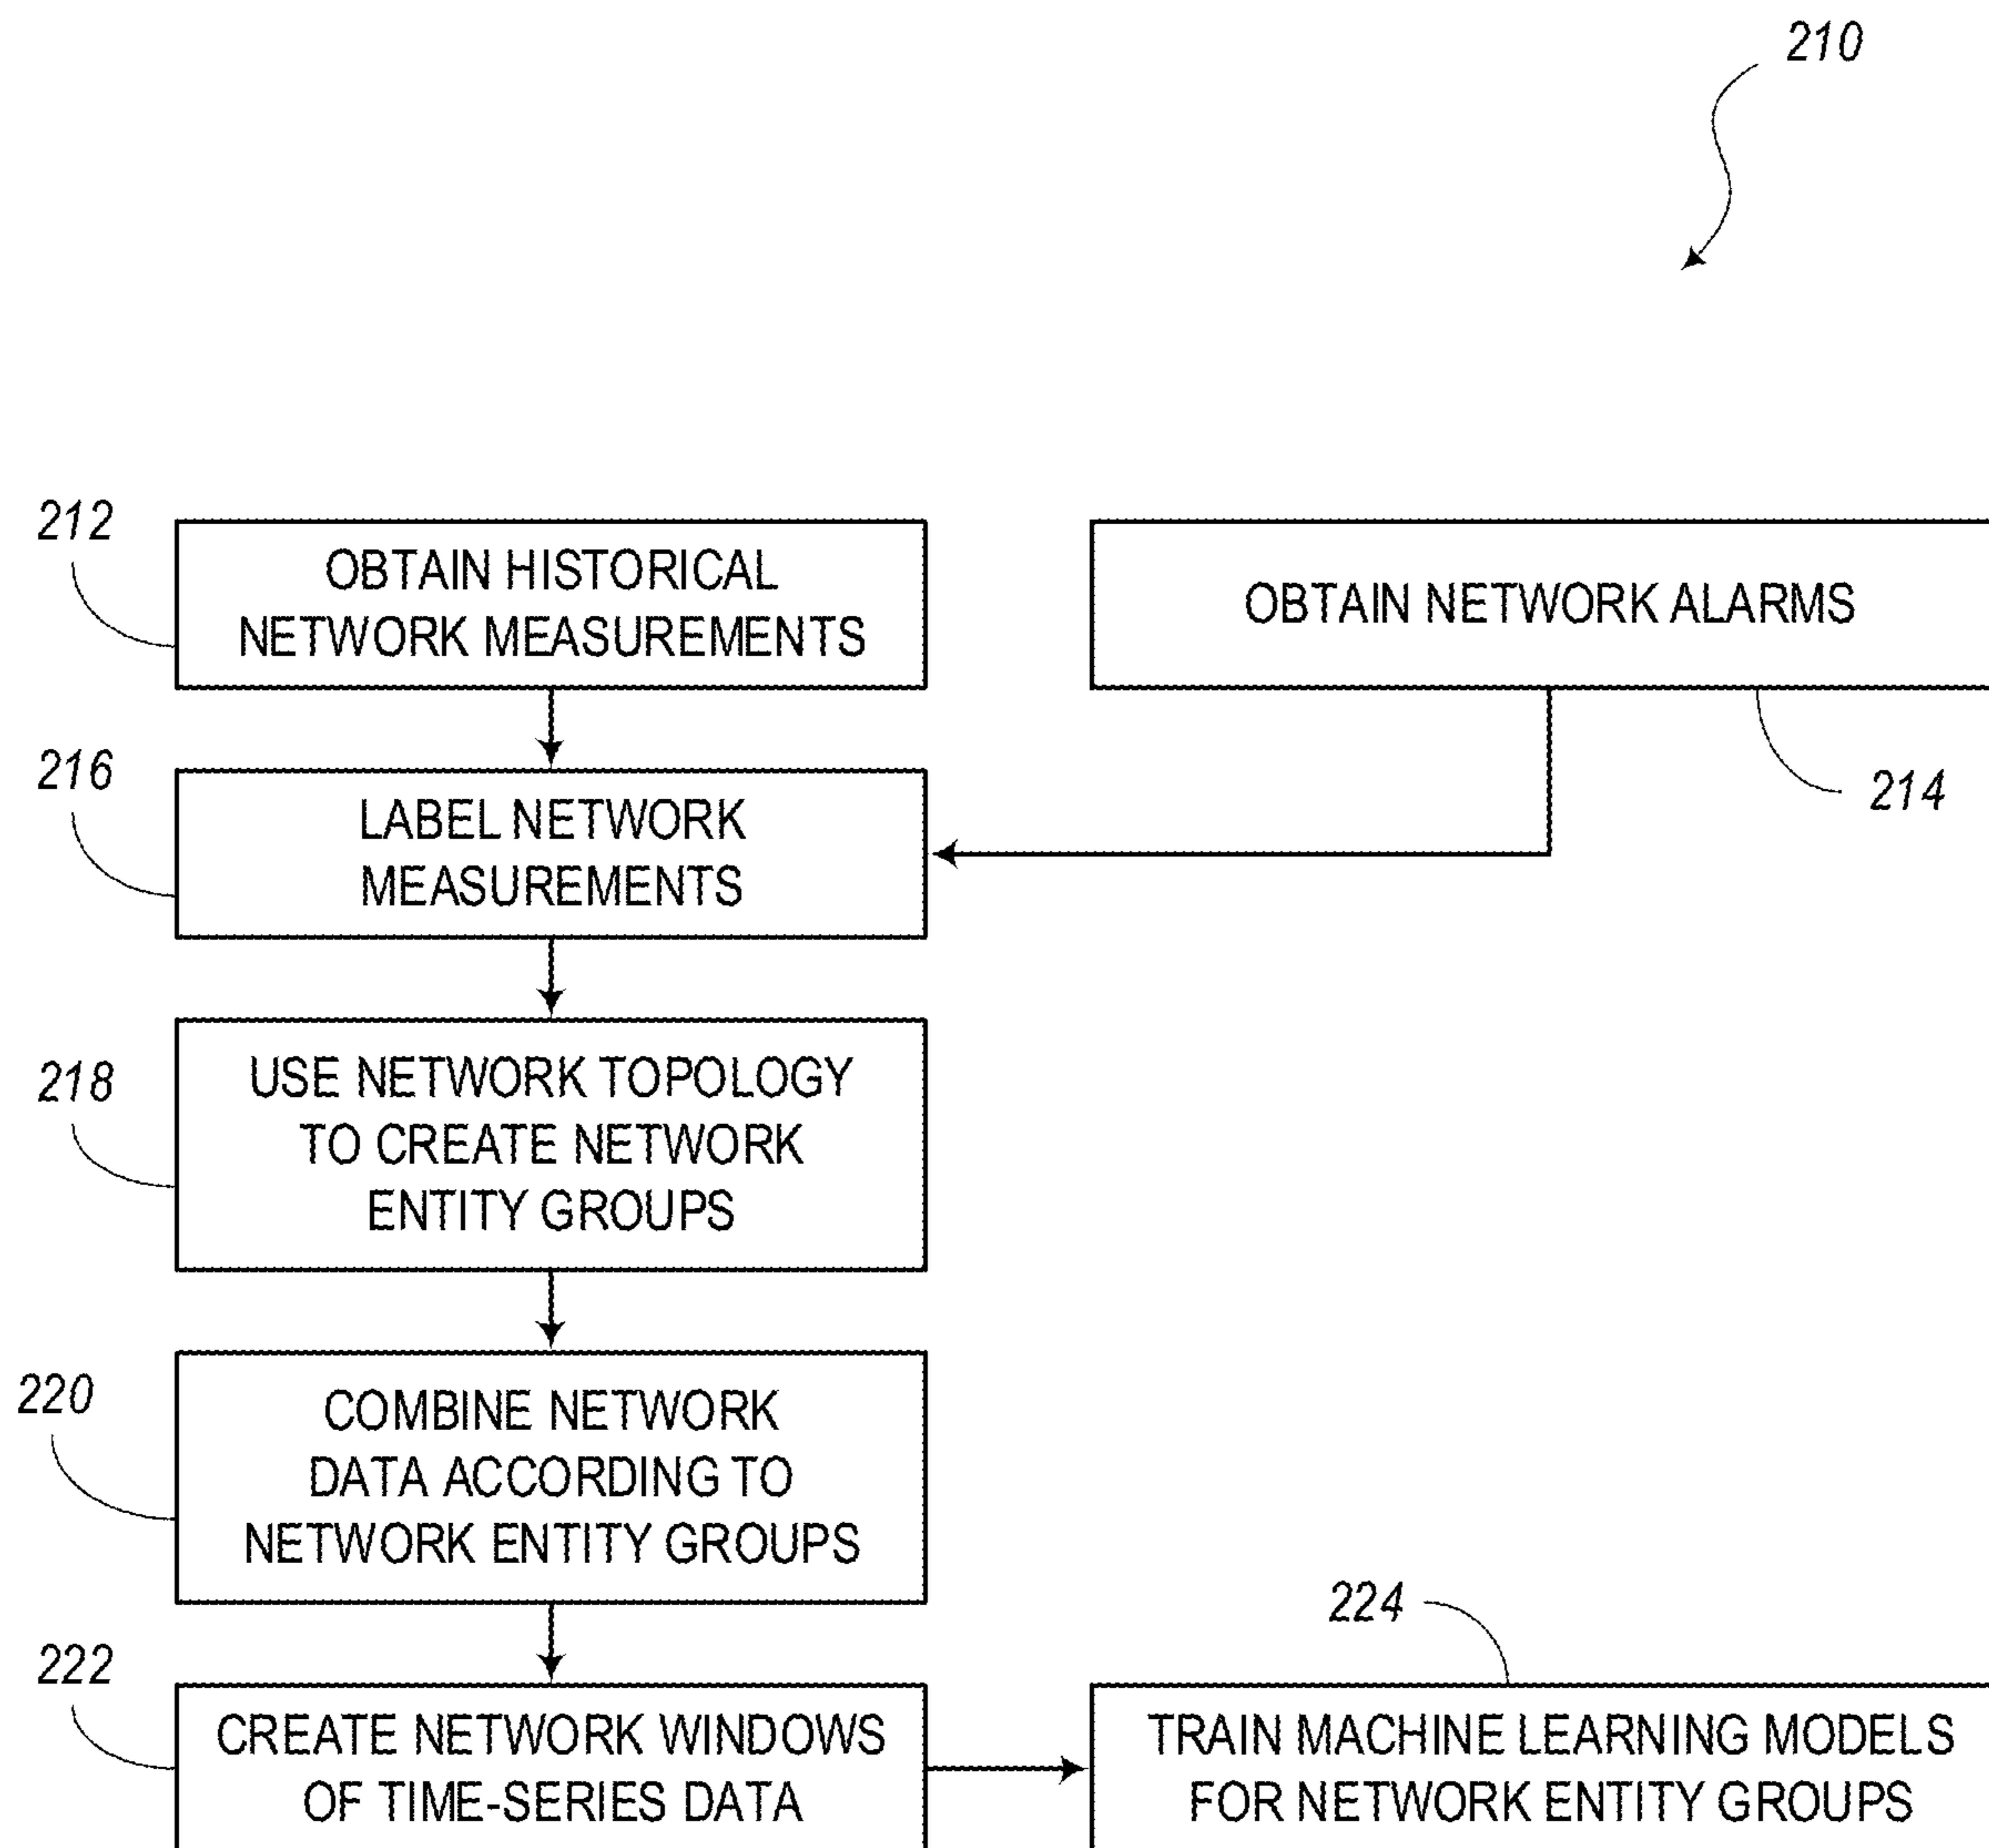 210
212
OBTAIN HISTORICAL
NETWORK MEASUREMENTS
OBTAIN NETWORK ALARMS
214
216
LABEL NETWORK
MEASUREMENTS
218
USE NETWORK TOPOLOGY
TO CREATE NETWORK
ENTITY GROUPS
220
COMBINE NETWORK
DATA ACCORDING TO
NETWORK ENTITY GROUPS
222
CREATE NETWORK WINDOWS
OF TIME-SERIES DATA
224
TRAIN MACHINE LEARNING MODELS
FOR NETWORK ENTITY GROUPS